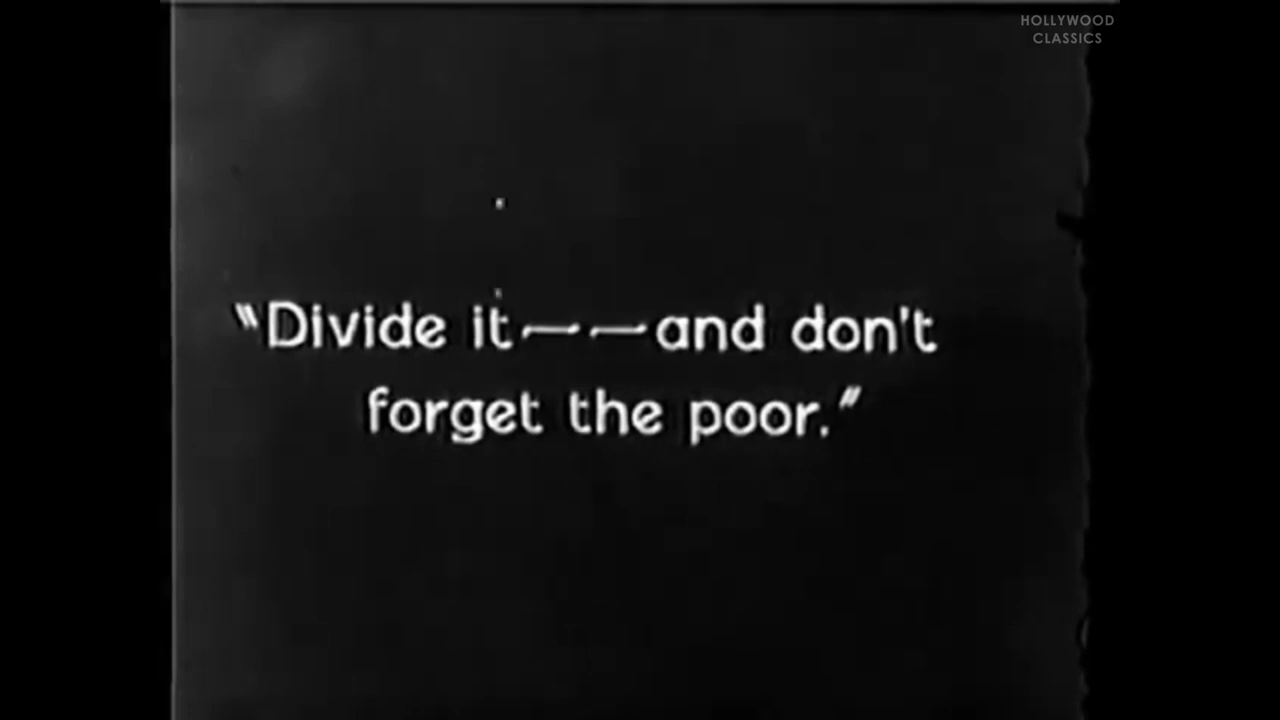 HOLLYWOOD
CLASSICS
"Divide it——and don't
forget the poor."